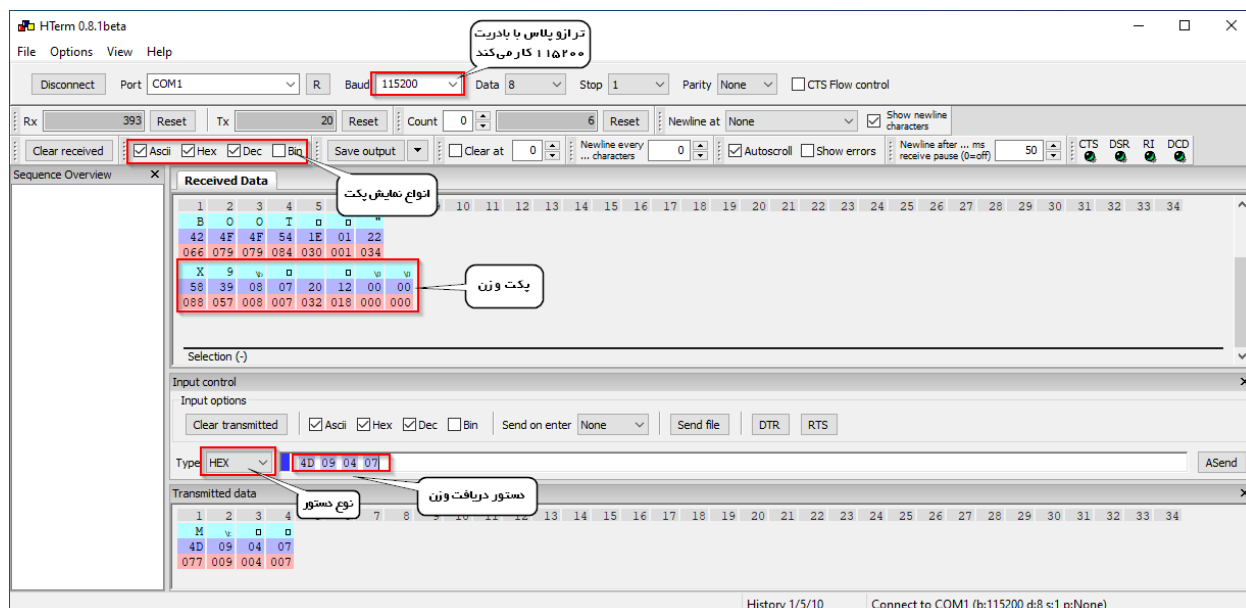 HTerm 0.8.1beta
File Options View Help
ترازو پلاس با بادریت
۱۱۵۲۰۰ کار می‌کند
Disconnect Port COM1 R Baud 115200 Data 8 Stop 1 Parity None CTS Flow control
Rx 393 Reset Tx 20 Reset Count 0 6 Reset Newline at None Show newline characters
Clear received Ascii Hex Dec Bin Save output Clear at 0 Newline every ... characters 0 Autoscroll Show errors Newline after ... ms receive pause (0=off) 50 CTS DSR RI DCD
Sequence Overview X Received Data
انواع نمایش پکت
1 2 3 4 5 9 10 11 12 13 14 15 16 17 18 19 20 21 22 23 24 25 26 27 28 29 30 31 32 33 34
B O O T "
42 4F 4F 54 1E 01 22
066 079 079 084 030 001 034
X 9 \b \0 \0
58 39 08 07 20 12 00 00
088 057 008 007 032 018 000 000
پکت وزن
Selection (-)
Input control
Input options
Clear transmitted Ascii Hex Dec Bin Send on enter None Send file DTR RTS
Type HEX 4D 09 04 07 ASend
نوع دستور
دستور دریافت وزن
Transmitted data
1 2 3 4 7 8 9 10 11 12 13 14 15 16 17 18 19 20 21 22 23 24 25 26 27 28 29 30 31 32 33 34
M
4D 09 04 07
077 009 004 007
History 1/5/10 Connect to COM1 (b:115200 d:8 s:1 p:None)